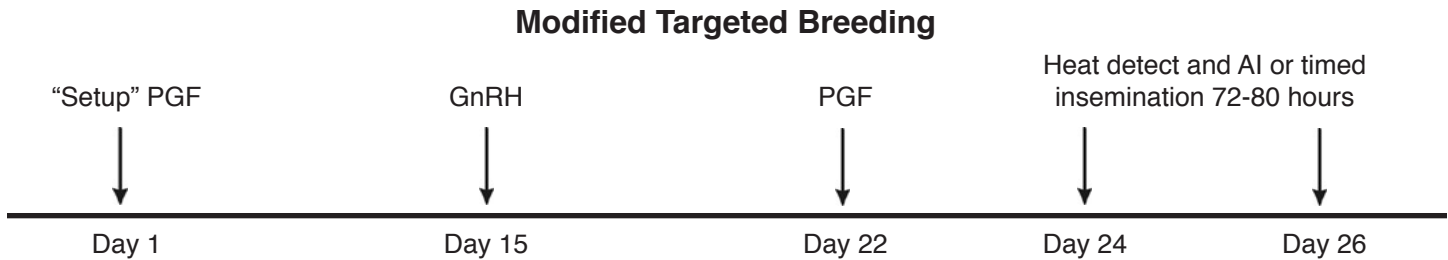 Modified Targeted Breeding
“Setup” PGF
GnRH
PGF
Heat detect and AI or timed
insemination 72-80 hours
Day 1
Day 15
Day 22
Day 24
Day 26